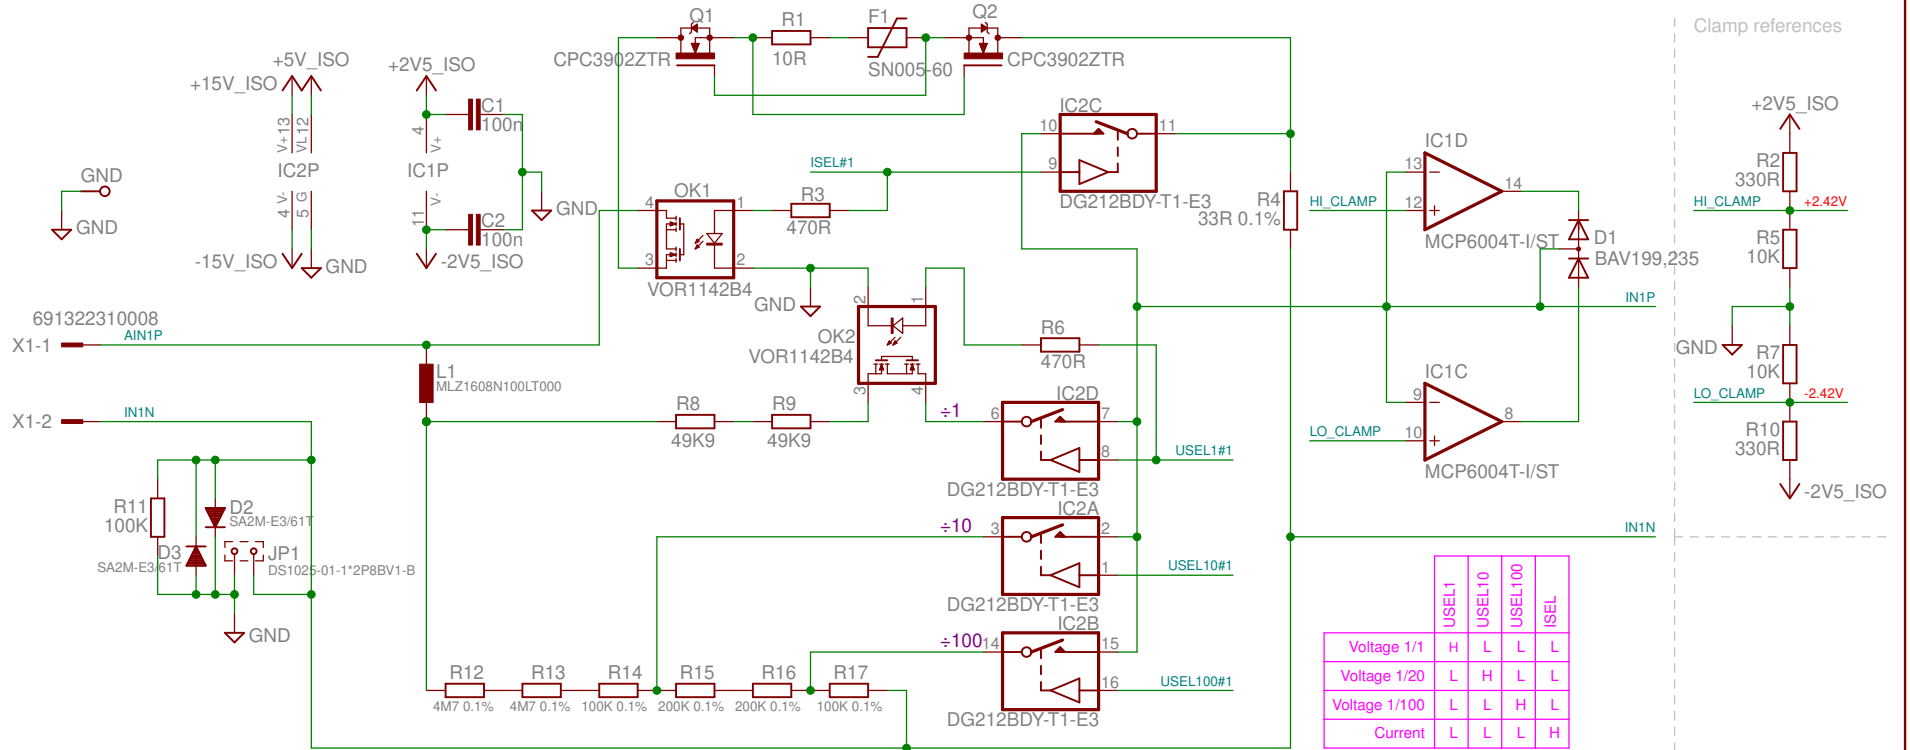 Q1
R1
F1
Q2
Clamp references
CPC3902ZTR
10R
SN005-60
CPC3902ZTR
+5V_ISO
+15V_ISO
+2V5_ISO
V+ 13
VL 12
IC2P
4 V-
5 G
-15V_ISO
GND
4
V+
IC1P
11
V-
-2V5_ISO
C1
100n
C2
100n
GND
GND
GND
ISEL#1
OK1
4
1
3
2
VOR1142B4
R3
470R
IC2C
10
11
9
DG212BDY-T1-E3
R4
33R 0.1%
HI_CLAMP
IC1D
13
12
14
MCP6004T-I/ST
D1
BAV199,235
+2V5_ISO
R2
330R
HI_CLAMP
+2.42V
R5
10K
GND
R7
10K
LO_CLAMP
-2.42V
R10
330R
-2V5_ISO
GND
OK2
VOR1142B4
2
1
3
4
R6
470R
IN1P
IC1C
9
10
8
LO_CLAMP
MCP6004T-I/ST
691322310008
X1-1
AIN1P
L1
MLZ1608N100LT000
X1-2
IN1N
R8
49K9
R9
49K9
÷1
IC2D
6
7
8
USEL1#1
DG212BDY-T1-E3
R11
100K
D2
SA2M-E3/61T
D3
SA2M-E3/61T
JP1
DS1025-01-1*2P8BV1-B
GND
÷10
IC2A
3
2
1
USEL10#1
DG212BDY-T1-E3
IN1N
÷100
IC2B
14
15
16
USEL100#1
DG212BDY-T1-E3
R12
4M7 0.1%
R13
4M7 0.1%
R14
100K 0.1%
R15
200K 0.1%
R16
200K 0.1%
R17
100K 0.1%
USEL1 USEL10 USEL100 ISEL
Voltage 1/1 H L L L
Voltage 1/20 L H L L
Voltage 1/100 L L H L
Current L L L H